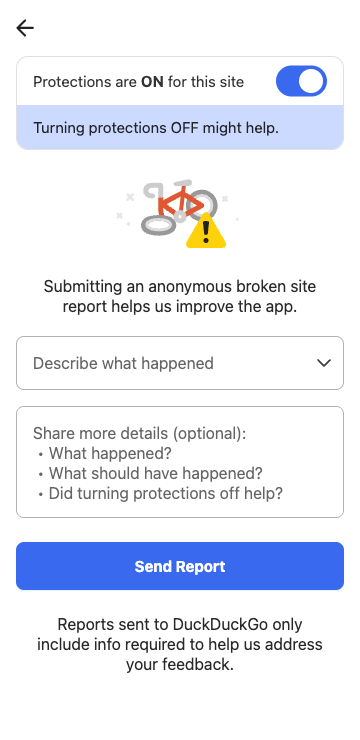 Protections are ON for this site
Turning protections OFF might help.
Submitting an anonymous broken site
report helps us improve the app.
Describe what happened
Share more details (optional):
• What happened?
• What should have happened?
• Did turning protections off help?
Send Report
Reports sent to DuckDuckGo only
include info required to help us address
your feedback.